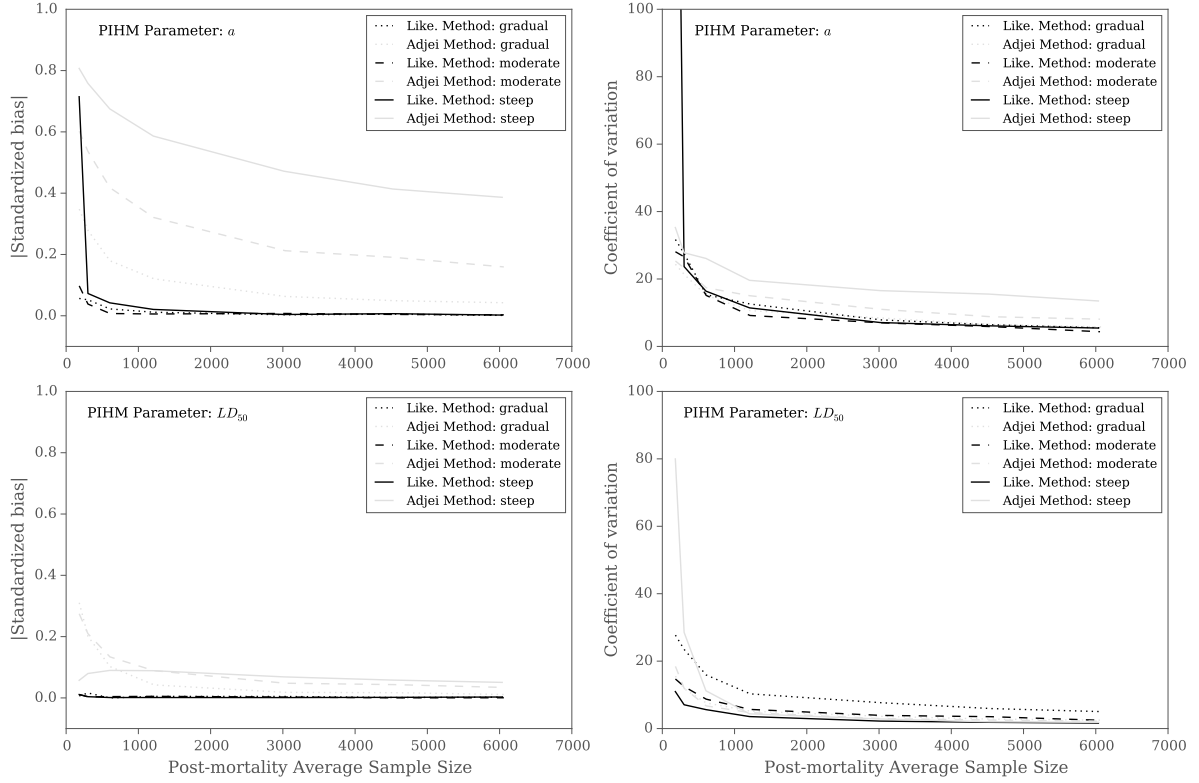 PIHM Parameter: a
Like. Method: gradual
Adjei Method: gradual
Like. Method: moderate
Adjei Method: moderate
Like. Method: steep
Adjei Method: steep
|Standardized bias|
1.0
0.8
0.6
0.4
0.2
0.0
0 1000 2000 3000 4000 5000 6000 7000
PIHM Parameter: a
Like. Method: gradual
Adjei Method: gradual
Like. Method: moderate
Adjei Method: moderate
Like. Method: steep
Adjei Method: steep
Coefficient of variation
100
80
60
40
20
0
0 1000 2000 3000 4000 5000 6000 7000
PIHM Parameter: LD50
Like. Method: gradual
Adjei Method: gradual
Like. Method: moderate
Adjei Method: moderate
Like. Method: steep
Adjei Method: steep
|Standardized bias|
1.0
0.8
0.6
0.4
0.2
0.0
0 1000 2000 3000 4000 5000 6000 7000
Post-mortality Average Sample Size
PIHM Parameter: LD50
Like. Method: gradual
Adjei Method: gradual
Like. Method: moderate
Adjei Method: moderate
Like. Method: steep
Adjei Method: steep
Coefficient of variation
100
80
60
40
20
0
0 1000 2000 3000 4000 5000 6000 7000
Post-mortality Average Sample Size